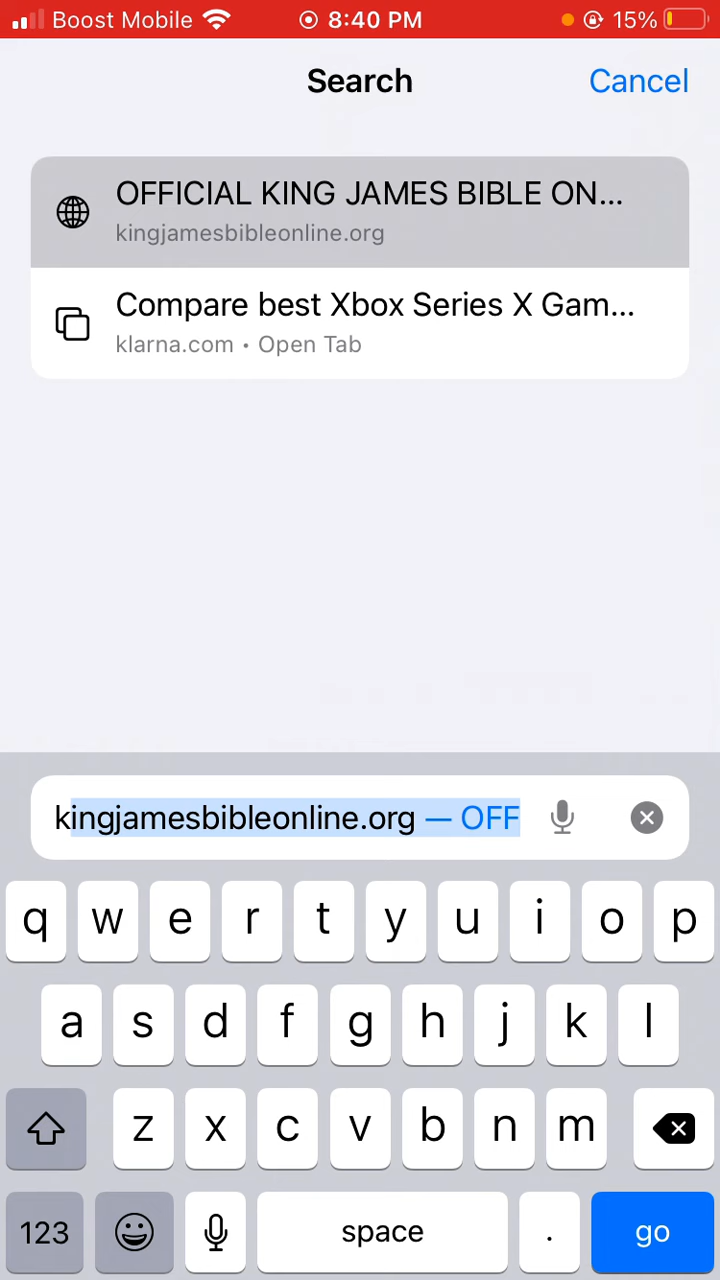 Boost Mobile 8:40 PM 15%
Search Cancel
OFFICIAL KING JAMES BIBLE ON...
kingjamesbibleonline.org
Compare best Xbox Series X Gam...
klarna.com • Open Tab
kingjamesbibleonline.org — OFF
q w e r t y u i o p
a s d f g h j k l
z x c v b n m
123 space . go